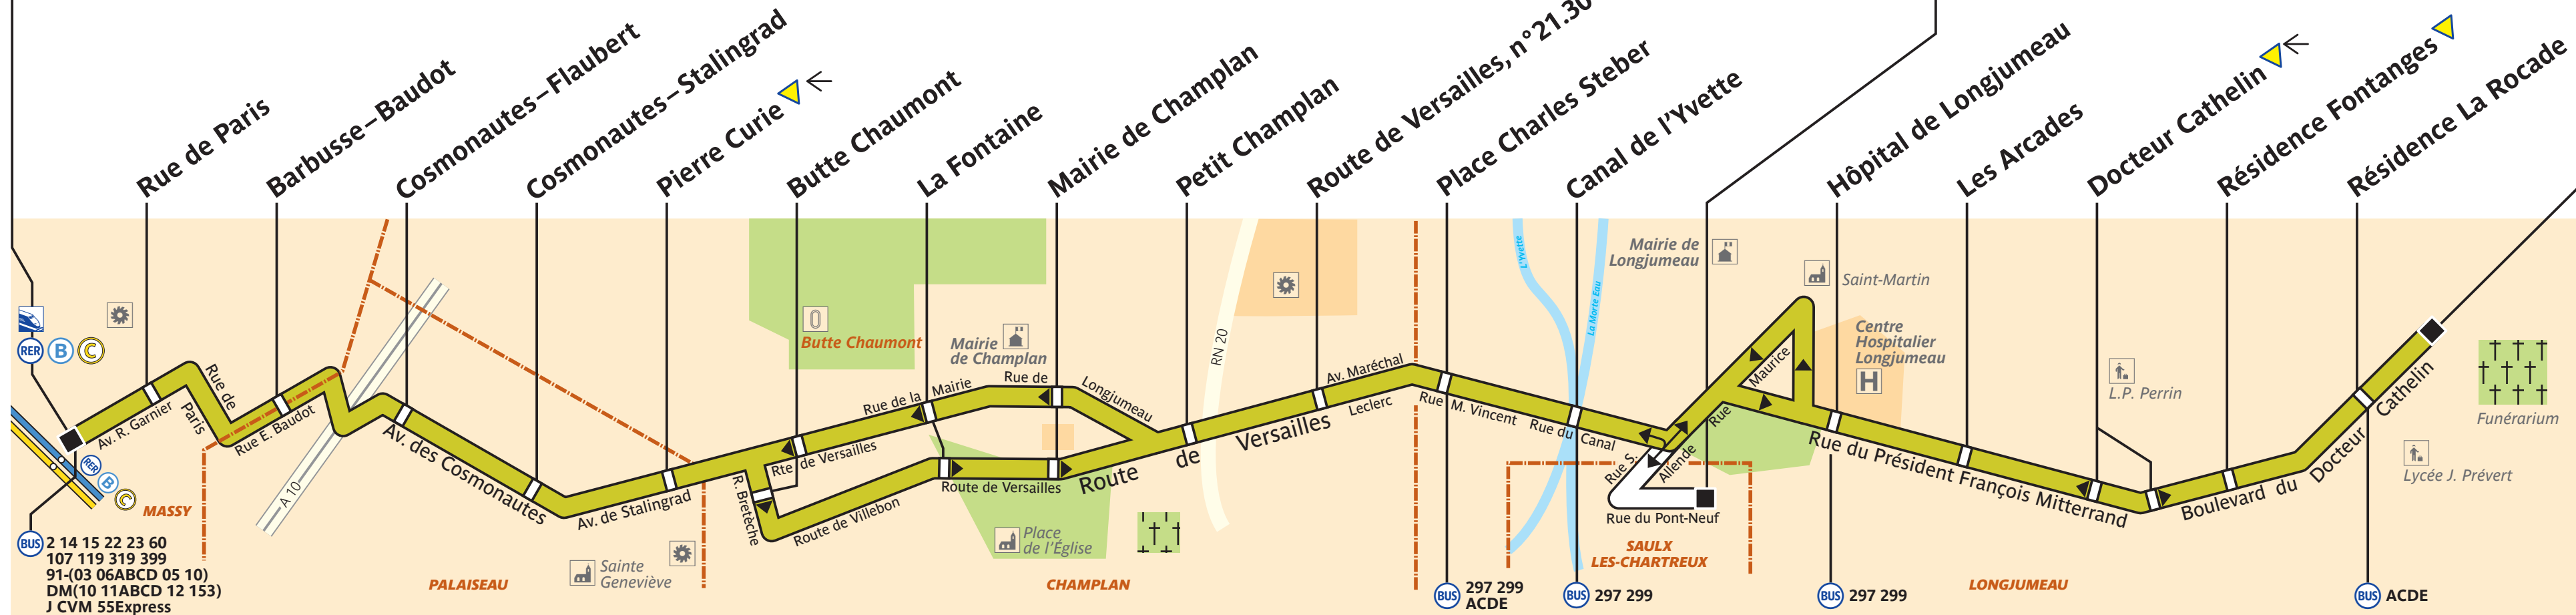 Rue de Paris
Barbusse – Baudot
Cosmonautes – Flaubert
Cosmonautes – Stalingrad
Pierre Curie
Butte Chaumont
La Fontaine
Mairie de Champlan
Petit Champlan
Route de Versailles, n°21.30
Place Charles Steber
Canal de l'Yvette
Hôpital de Longjumeau
Les Arcades
Docteur Cathelin
Résidence Fontanges
Résidence La Rocade
RER B C
Av. R. Garnier
Rue de
Paris
Rue E. Baudot
RER B C
MASSY
A 10
BUS 2 14 15 22 23 60
107 119 319 399
91-(03 06ABCD 05 10)
DM(10 11ABCD 12 153)
J CVM 55Express
Av. des Cosmonautes
Av. de Stalingrad
PALAISEAU
Sainte
Geneviève
Butte Chaumont
R. Bretèche
Rte de Versailles
Route de Villebon
Rue de la Mairie
Mairie
de Champlan
Rue de
Longjumeau
Route de Versailles
Place
de l'Église
CHAMPLAN
Route de Versailles
RN 20
Av. Maréchal
Leclerc
L'Yvette
La Morte Eau
Rue M. Vincent
Rue du Canal
BUS 297 299
ACDE
BUS 297 299
Mairie de
Longjumeau
Rue Maurice
Rue S.
Allende
Rue du Pont-Neuf
SAULX
LES-CHARTREUX
Saint-Martin
Centre
Hospitalier
Longjumeau
H
Rue du Président François Mitterrand
BUS 297 299
LONGJUMEAU
L.P. Perrin
Boulevard du Docteur Cathelin
BUS ACDE
Funérarium
Lycée J. Prévert